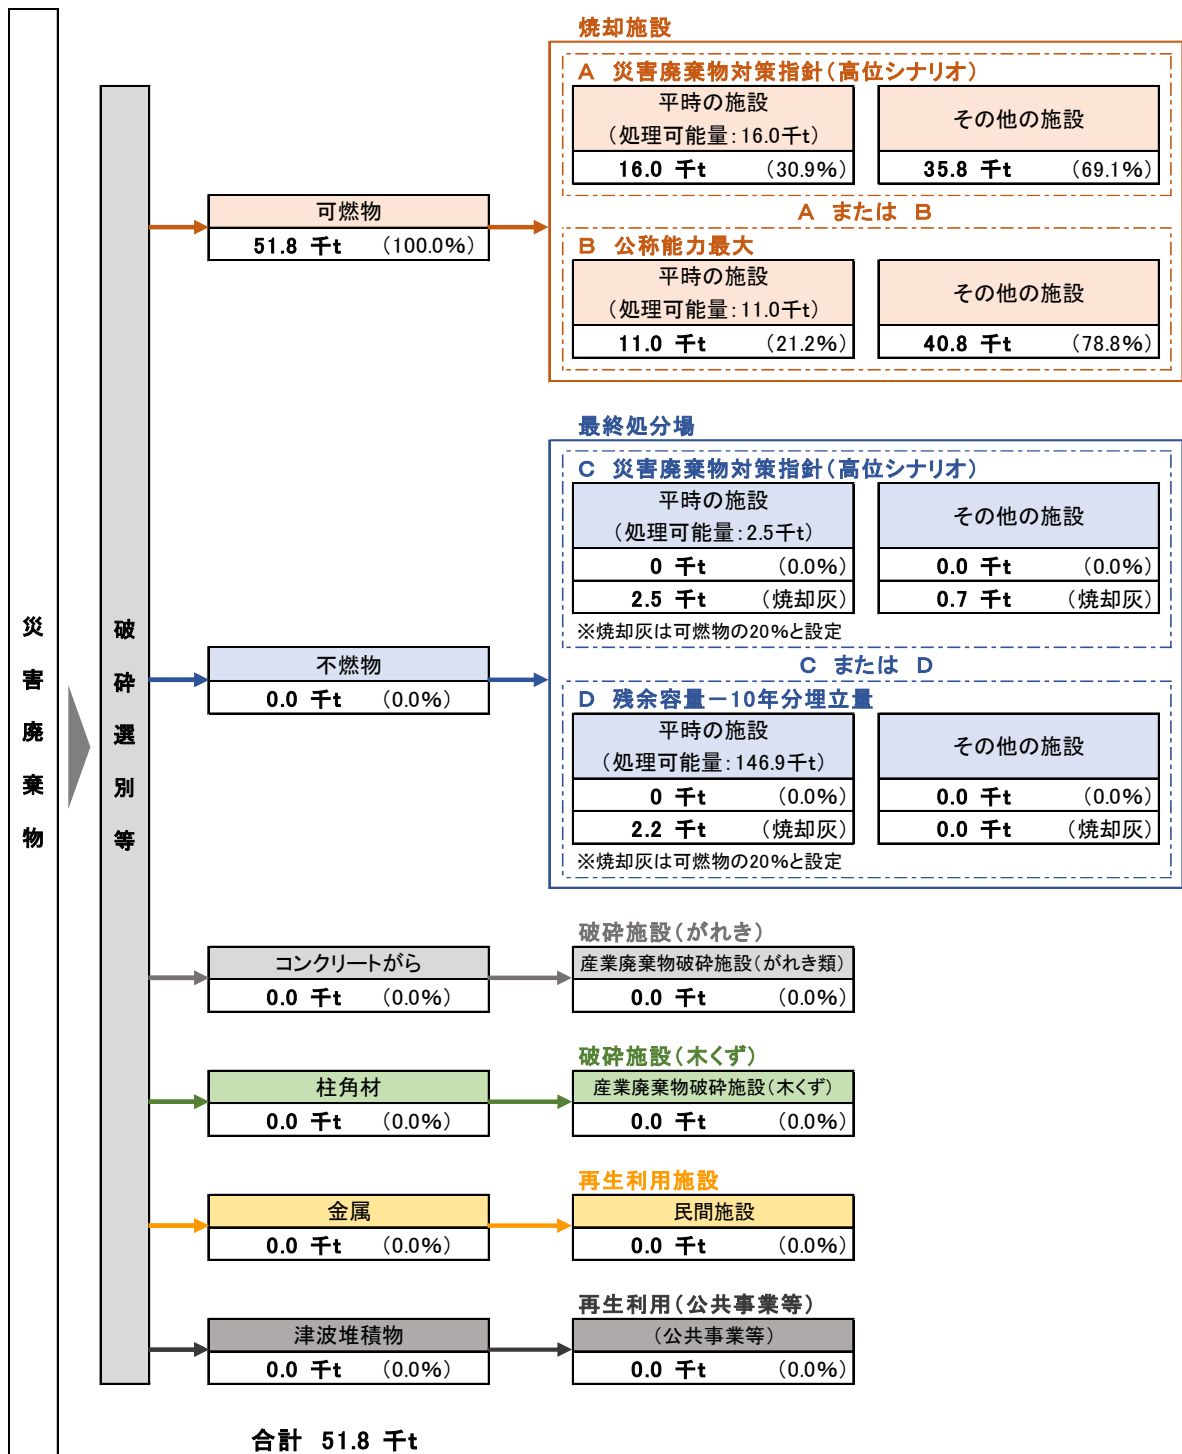 災害廃棄物
破砕選別等
焼却施設
A 災害廃棄物対策指針（高位シナリオ）
平時の施設
（処理可能量：16.0千t）
16.0 千t （30.9%）
その他の施設
35.8 千t （69.1%）
A または B
可燃物
51.8 千t （100.0%）
B 公称能力最大
平時の施設
（処理可能量：11.0千t）
11.0 千t （21.2%）
その他の施設
40.8 千t （78.8%）
最終処分場
C 災害廃棄物対策指針（高位シナリオ）
平時の施設
（処理可能量：2.5千t）
0 千t （0.0%）
2.5 千t （焼却灰）
その他の施設
0.0 千t （0.0%）
0.7 千t （焼却灰）
※焼却灰は可燃物の20%と設定
C または D
不燃物
0.0 千t （0.0%）
D 残余容量－10年分埋立量
平時の施設
（処理可能量：146.9千t）
0 千t （0.0%）
2.2 千t （焼却灰）
その他の施設
0.0 千t （0.0%）
0.0 千t （焼却灰）
※焼却灰は可燃物の20%と設定
破砕施設（がれき）
コンクリートがら
0.0 千t （0.0%）
産業廃棄物破砕施設（がれき類）
0.0 千t （0.0%）
破砕施設（木くず）
柱角材
0.0 千t （0.0%）
産業廃棄物破砕施設（木くず）
0.0 千t （0.0%）
再生利用施設
金属
0.0 千t （0.0%）
民間施設
0.0 千t （0.0%）
再生利用（公共事業等）
津波堆積物
0.0 千t （0.0%）
（公共事業等）
0.0 千t （0.0%）
合計 51.8 千t